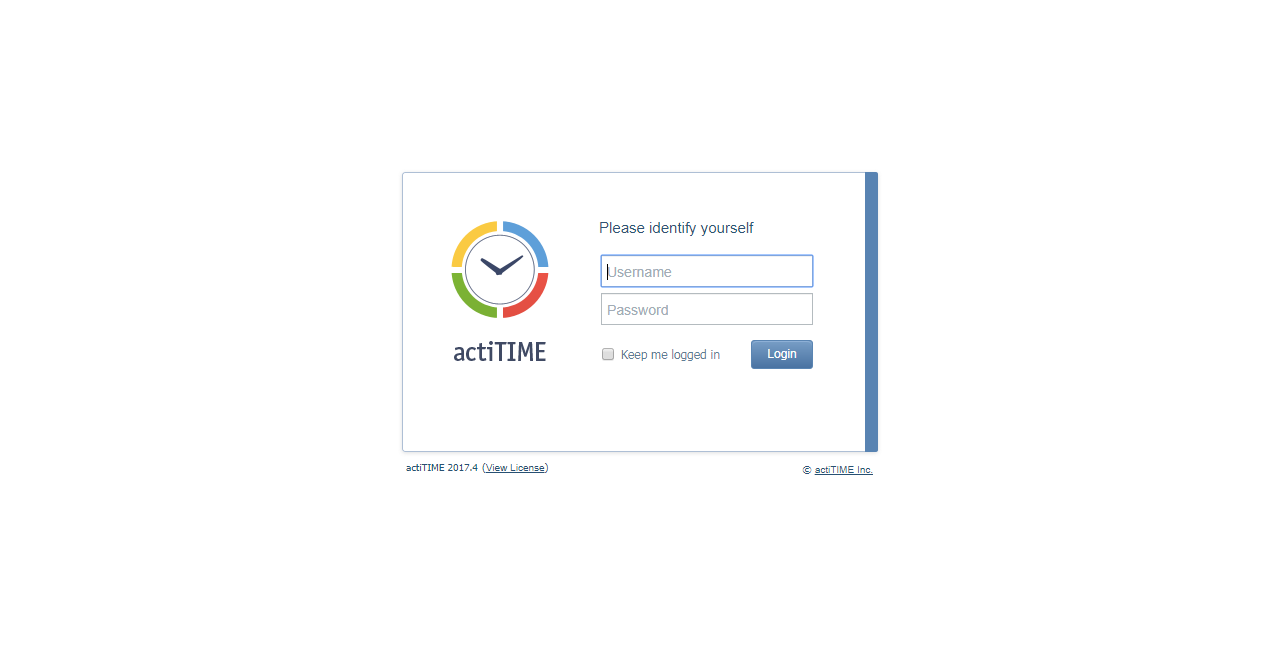 Please identify yourself
Username
Password
Keep me logged in
Login
actiTIME
actiTIME 2017.4 (View License)
© actiTIME Inc.